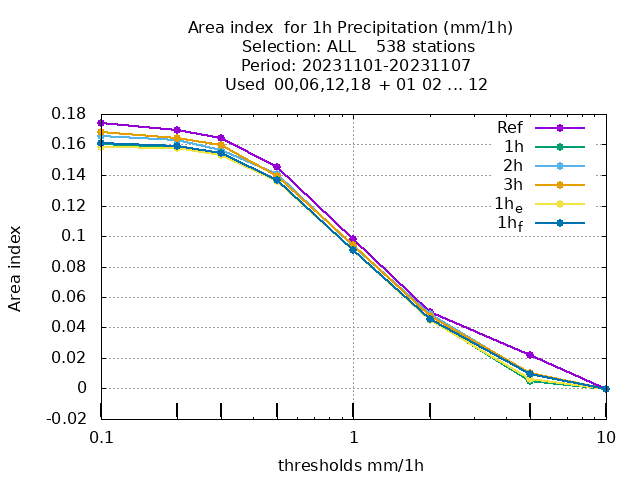 Area index  for 1h Precipitation (mm/1h)
Selection: ALL    538 stations
Period: 20231101-20231107
Used  00,06,12,18 + 01 02 ... 12
0.18
0.16
0.14
0.12
0.1
0.08
0.06
0.04
0.02
0
-0.02
Area index
Ref
1h
2h
3h
1he
1hf
0.1
1
10
thresholds mm/1h